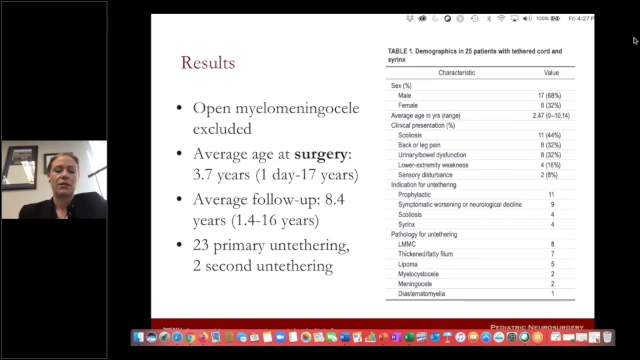 100%
Fri 4:27 P
Results
• Open myelomeningocele
excluded
• Average age at surgery:
3.7 years (1 day-17 years)
• Average follow-up: 8.4
years (1.4-16 years)
• 23 primary untethering,
2 second untethering
TABLE 1. Demographics in 25 patients with tethered cord and
syrinx
Characteristic Value
Sex (%)
Male 17 (68%)
Female 8 (32%)
Average age in yrs (range) 2.47 (0–10.14)
Clinical presentation (%)
Scoliosis 11 (44%)
Back or leg pain 8 (32%)
Urinary/bowel dysfunction 8 (32%)
Lower-extremity weakness 4 (16%)
Sensory disturbance 2 (8%)
Indication for untethering
Prophylactic 11
Symptomatic worsening or neurological decline 9
Scoliosis 4
Syrinx 4
Pathology for untethering
LMMC 8
Thickened/fatty filum 7
Lipoma 5
Myelocystocele 2
Meningocele 2
Diastematomyelia 1
PEDIATRIC NEUROSURGERY